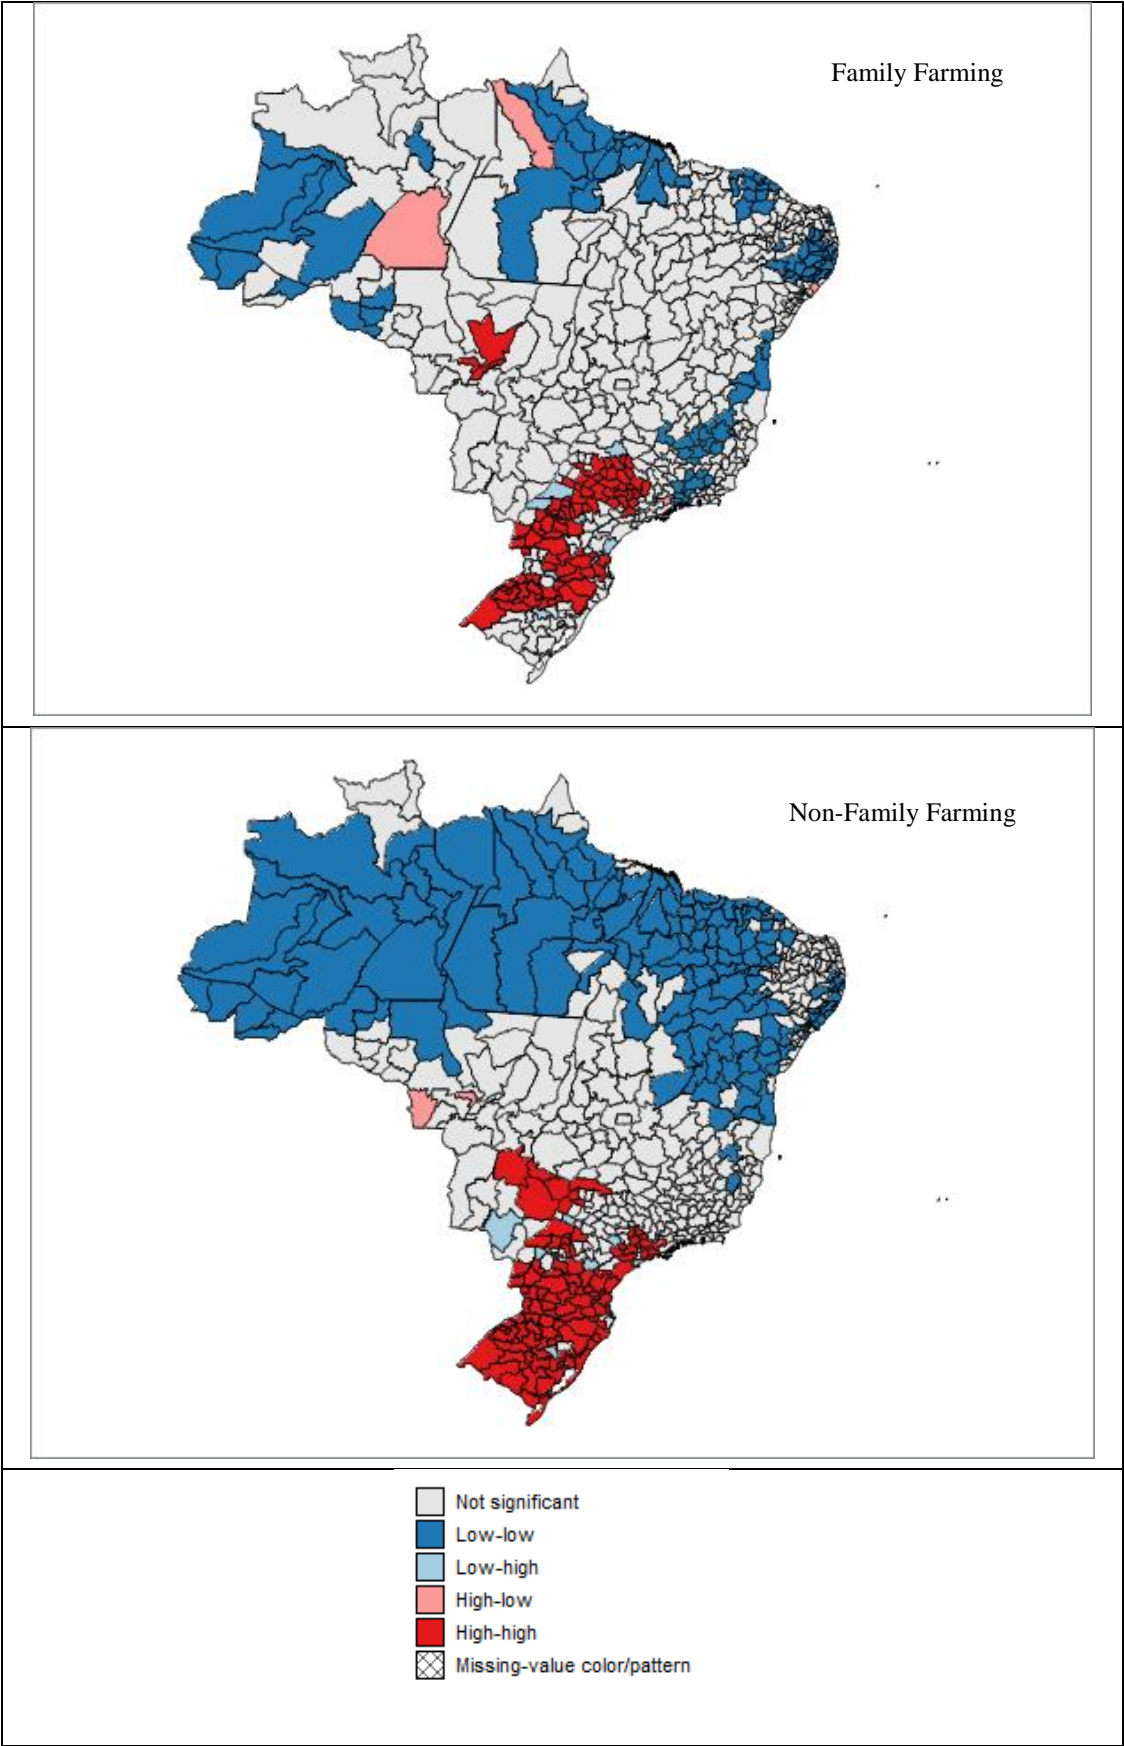 Family Farming
Non-Family Farming
Not significant
Low-low
Low-high
High-low
High-high
Missing-value color/pattern